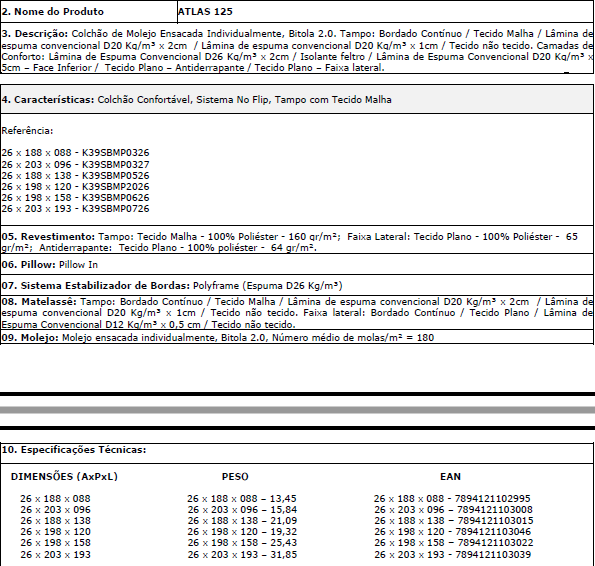 2. Nome do Produto ATLAS 125
3. Descrição: Colchão de Molejo Ensacada Individualmente, Bitola 2.0. Tampo: Bordado Contínuo / Tecido Malha / Lâmina de
espuma convencional D20 Kg/m³ x 2cm / Lâmina de espuma convencional D20 Kg/m³ x 1cm / Tecido não tecido. Camadas de
Conforto: Lâmina de Espuma Convencional D26 Kg/m³ x 2cm / Isolante feltro / Lâmina de Espuma Convencional D20 Kg/m³ x
5cm – Face Inferior / Tecido Plano – Antiderrapante / Tecido Plano – Faixa lateral.
4. Características: Colchão Confortável, Sistema No Flip, Tampo com Tecido Malha
Referência:
26 x 188 x 088 - K39SBMP0326
26 x 203 x 096 - K39SBMP0327
26 x 188 x 138 - K39SBMP0526
26 x 198 x 120 - K39SBMP2026
26 x 198 x 158 - K39SBMP0626
26 x 203 x 193 - K39SBMP0726
05. Revestimento: Tampo: Tecido Malha - 100% Poliéster - 160 gr/m²; Faixa Lateral: Tecido Plano - 100% Poliéster - 65
gr/m²; Antiderrapante: Tecido Plano - 100% poliéster - 64 gr/m².
06. Pillow: Pillow In
07. Sistema Estabilizador de Bordas: Polyframe (Espuma D26 Kg/m³)
08. Matelassê: Tampo: Bordado Contínuo / Tecido Malha / Lâmina de espuma convencional D20 Kg/m³ x 2cm / Lâmina de
espuma convencional D20 Kg/m³ x 1cm / Tecido não tecido. Faixa lateral: Bordado Contínuo / Tecido Plano / Lâmina de
Espuma Convencional D12 Kg/m³ x 0,5 cm / Tecido não tecido.
09. Molejo: Molejo ensacada individualmente, Bitola 2.0, Número médio de molas/m² = 180
10. Especificações Técnicas:
DIMENSÕES (AxPxL) PESO EAN
26 x 188 x 088 26 x 188 x 088 – 13,45 26 x 188 x 088 - 7894121102995
26 x 203 x 096 26 x 203 x 096 – 15,84 26 x 203 x 096 – 7894121103008
26 x 188 x 138 26 x 188 x 138 – 21,09 26 x 188 x 138 – 7894121103015
26 x 198 x 120 26 x 198 x 120 – 19,32 26 x 198 x 120 - 7894121103046
26 x 198 x 158 26 x 198 x 158 – 25,43 26 x 198 x 158 – 7894121103022
26 x 203 x 193 26 x 203 x 193 – 31,85 26 x 203 x 193 - 7894121103039